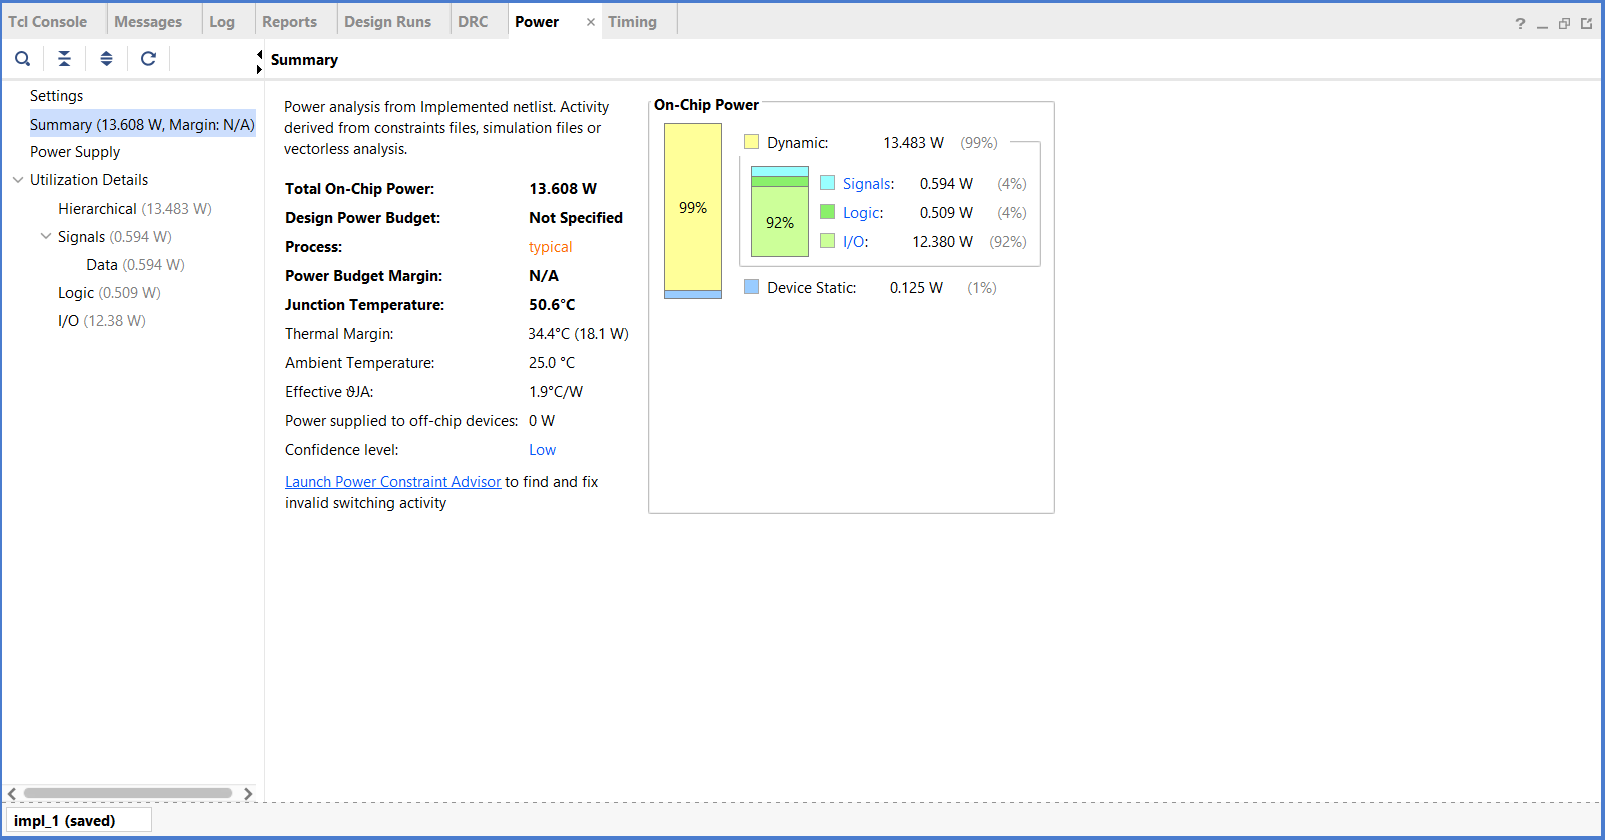 Tcl Console Messages Log Reports Design Runs DRC Power × Timing
?
Summary
Settings
Summary (13.608 W, Margin: N/A)
Power Supply
Utilization Details
Hierarchical (13.483 W)
Signals (0.594 W)
Data (0.594 W)
Logic (0.509 W)
I/O (12.38 W)
Power analysis from Implemented netlist. Activity
derived from constraints files, simulation files or
vectorless analysis.
Total On-Chip Power: 13.608 W
Design Power Budget: Not Specified
Process: typical
Power Budget Margin: N/A
Junction Temperature: 50.6°C
Thermal Margin: 34.4°C (18.1 W)
Ambient Temperature: 25.0 °C
Effective ϑJA: 1.9°C/W
Power supplied to off-chip devices: 0 W
Confidence level: Low
Launch Power Constraint Advisor to find and fix
invalid switching activity
On-Chip Power
99%
Dynamic: 13.483 W (99%)
92%
Signals: 0.594 W (4%)
Logic: 0.509 W (4%)
I/O: 12.380 W (92%)
Device Static: 0.125 W (1%)
impl_1 (saved)